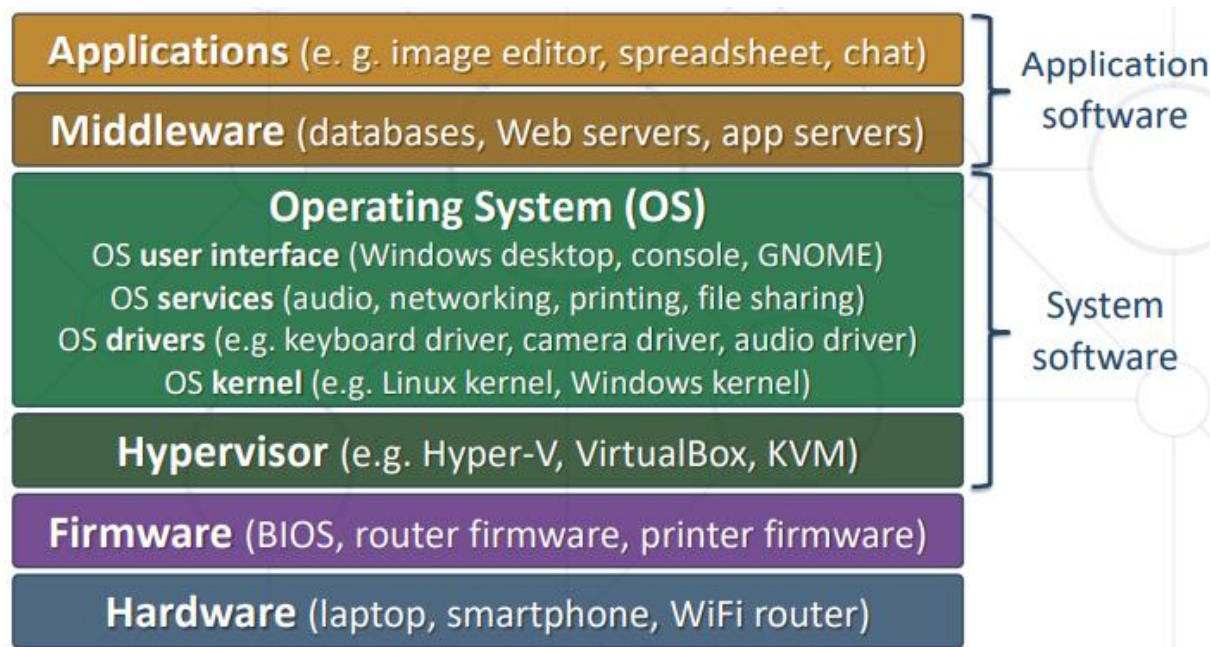 Applications (e. g. image editor, spreadsheet, chat)
Middleware (databases, Web servers, app servers)
Application
software
Operating System (OS)
OS user interface (Windows desktop, console, GNOME)
OS services (audio, networking, printing, file sharing)
OS drivers (e.g. keyboard driver, camera driver, audio driver)
OS kernel (e.g. Linux kernel, Windows kernel)
Hypervisor (e.g. Hyper-V, VirtualBox, KVM)
System
software
Firmware (BIOS, router firmware, printer firmware)
Hardware (laptop, smartphone, WiFi router)